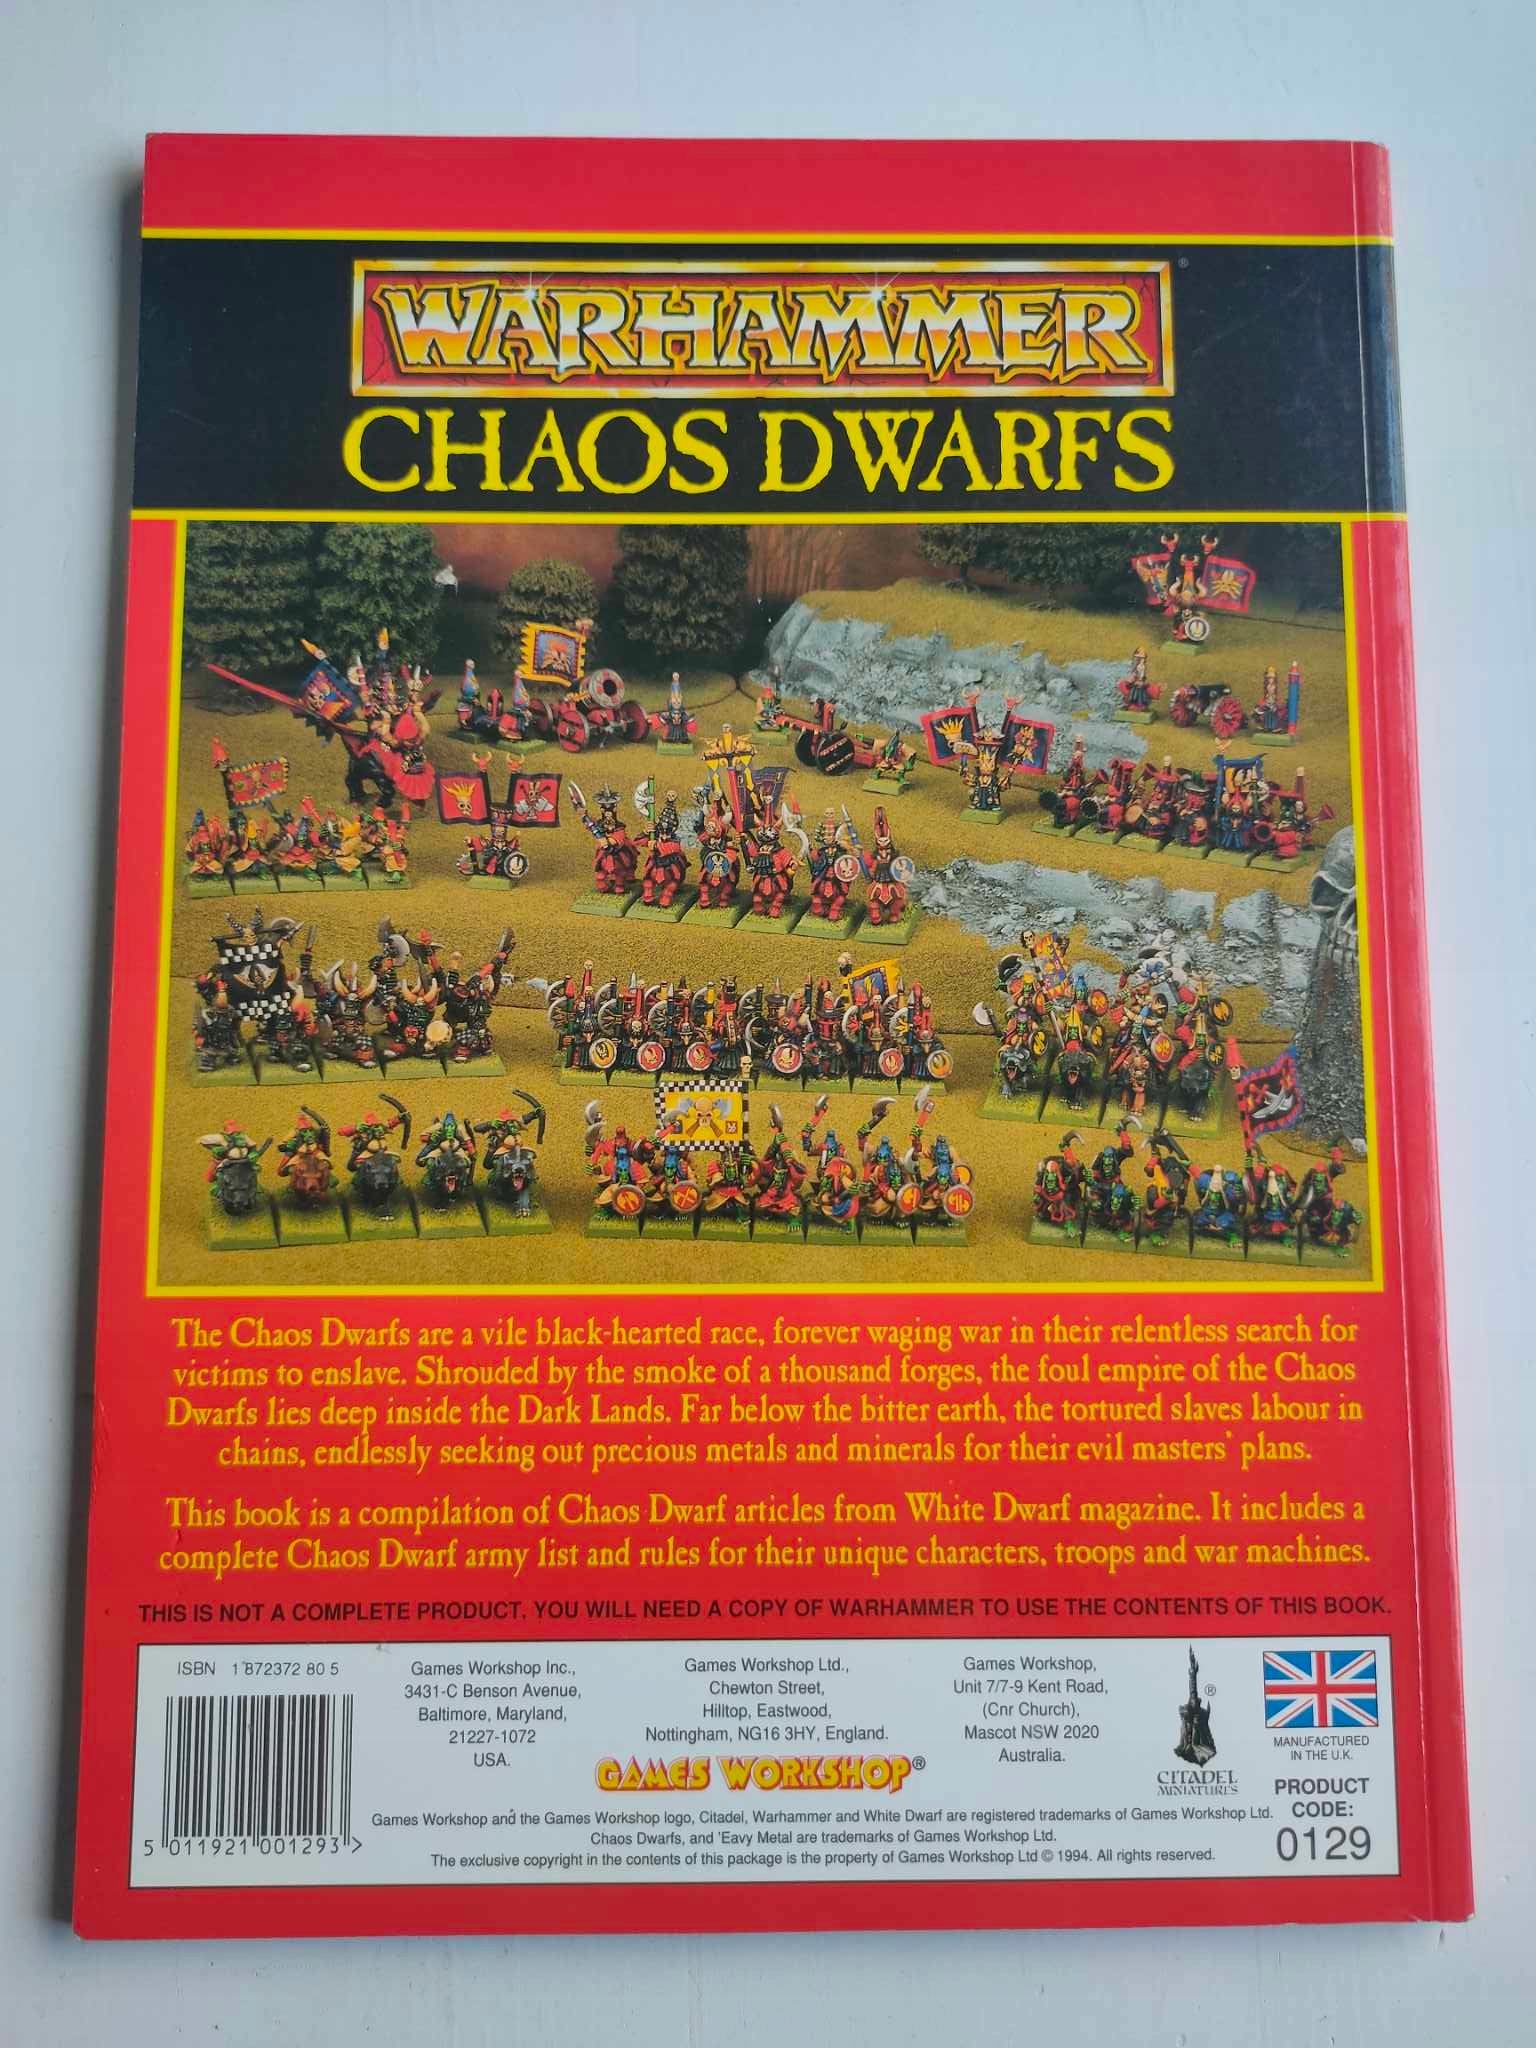 WARHAMMER®
CHAOS DWARFS
The Chaos Dwarfs are a vile black-hearted race, forever waging war in their relentless search for
victims to enslave. Shrouded by the smoke of a thousand forges, the foul empire of the Chaos
Dwarfs lies deep inside the Dark Lands. Far below the bitter earth, the tortured slaves labour in
chains, endlessly seeking out precious metals and minerals for their evil masters' plans.
This book is a compilation of Chaos Dwarf articles from White Dwarf magazine. It includes a
complete Chaos Dwarf army list and rules for their unique characters, troops and war machines.
THIS IS NOT A COMPLETE PRODUCT. YOU WILL NEED A COPY OF WARHAMMER TO USE THE CONTENTS OF THIS BOOK.
ISBN 1 872372 80 5
5 011921 001293 >
Games Workshop Inc.,
3431-C Benson Avenue,
Baltimore, Maryland,
21227-1072
USA.
Games Workshop Ltd.,
Chewton Street,
Hilltop, Eastwood,
Nottingham, NG16 3HY, England.
Games Workshop,
Unit 7/7-9 Kent Road,
(Cnr Church),
Mascot NSW 2020
Australia.
GAMES WORKSHOP®
®
CITADEL
MINIATURES
MANUFACTURED
IN THE U.K.
PRODUCT
CODE:
0129
Games Workshop and the Games Workshop logo, Citadel, Warhammer and White Dwarf are registered trademarks of Games Workshop Ltd.
Chaos Dwarfs, and 'Eavy Metal are trademarks of Games Workshop Ltd.
The exclusive copyright in the contents of this package is the property of Games Workshop Ltd © 1994. All rights reserved.